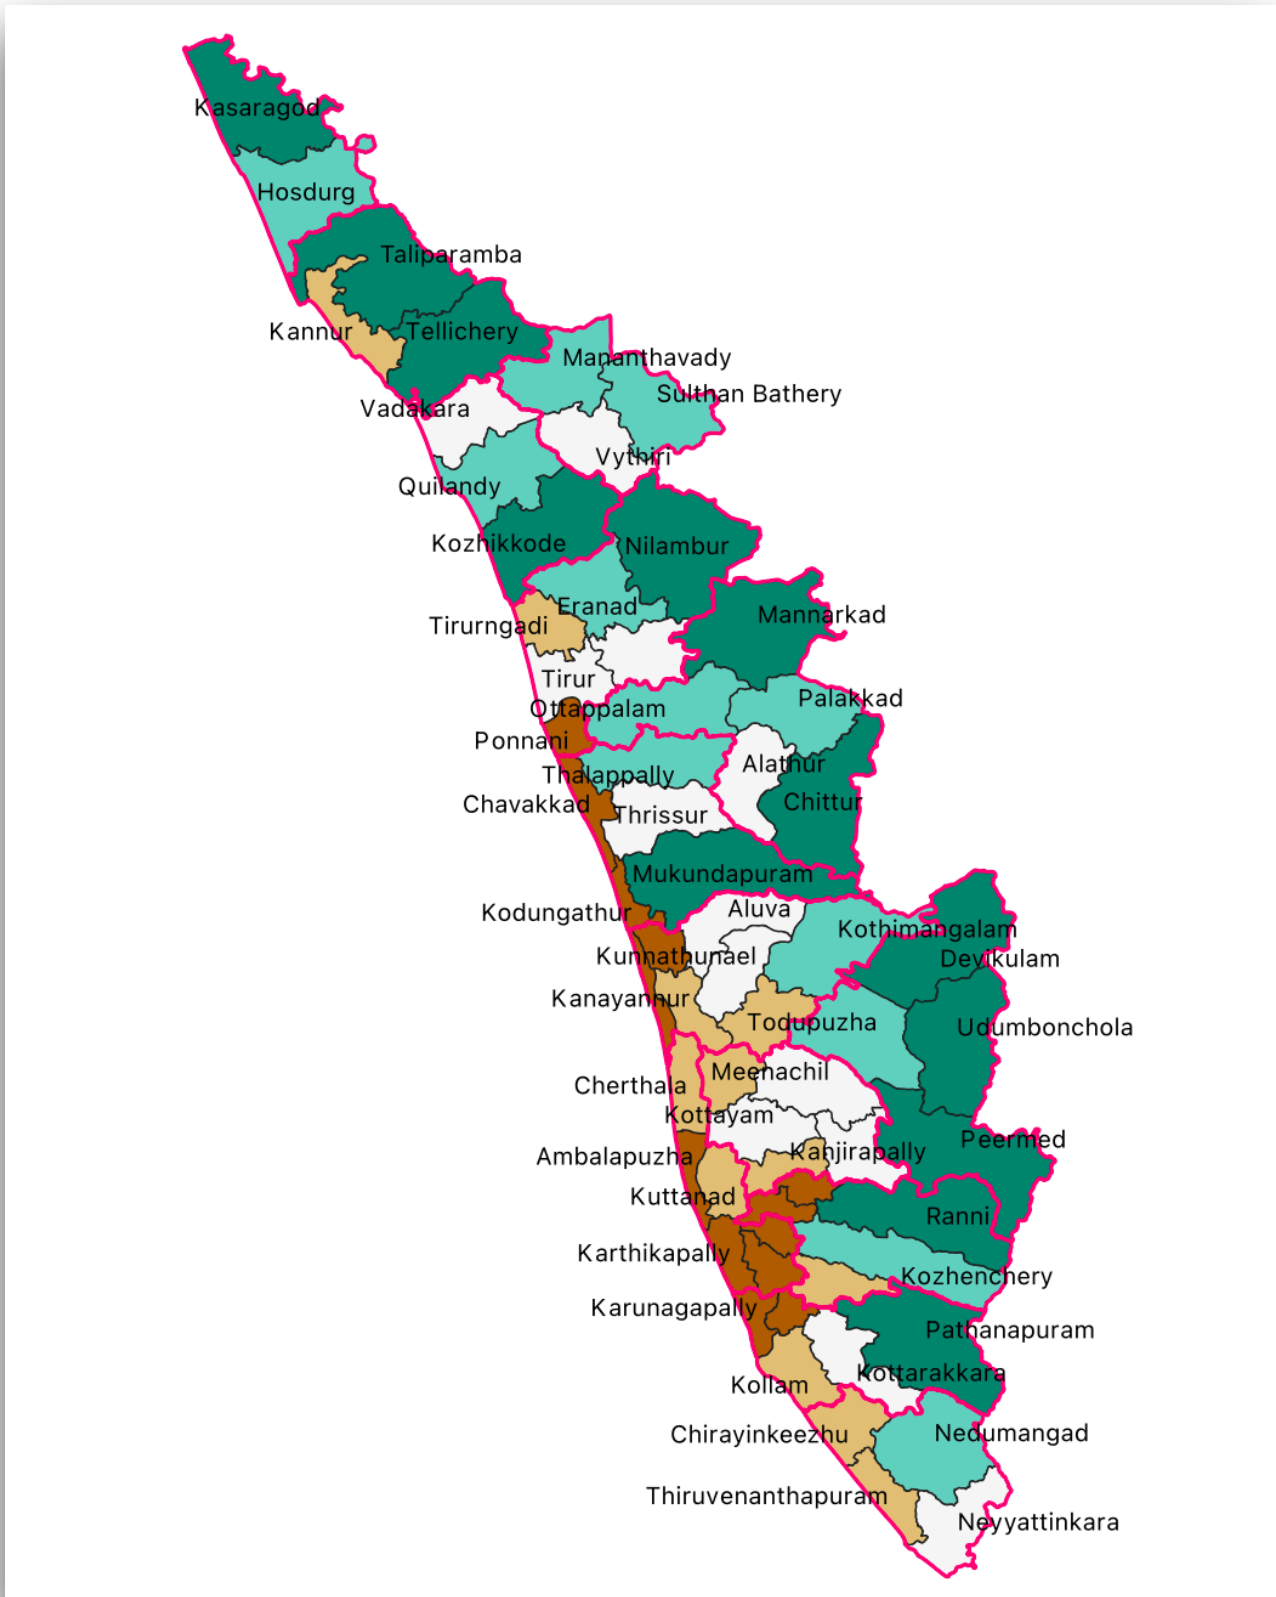 Kasaragod
Hosdurg
Taliparamba
Kannur
Tellichery
Mananthavady
Sulthan Bathery
Vadakara
Vythiri
Quilandy
Kozhikkode
Nilambur
Eranad
Mannarkad
Tirurngadi
Tirur
Palakkad
Ottappalam
Ponnani
Alathur
Thalappally
Chittur
Chavakkad
Thrissur
Mukundapuram
Aluva
Kodungathur
Kothimangalam
Kunnathunael
Devikulam
Kanayannur
Todupuzha
Udumbonchola
Meenachil
Cherthala
Kottayam
Peermed
Kanjirapally
Ambalapuzha
Kuttanad
Ranni
Karthikapally
Kozhenchery
Karunagapally
Pathanapuram
Kottarakkara
Kollam
Nedumangad
Chirayinkeezhu
Thiruvenanthapuram
Neyyattinkara